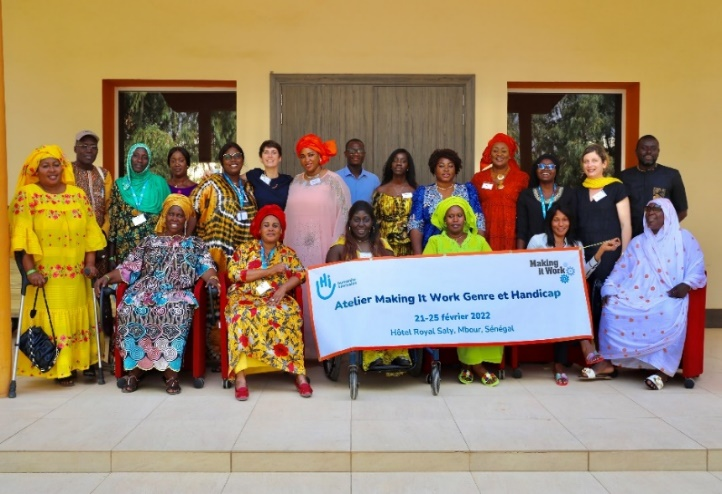 Making
It Work
Atelier Making It Work Genre et Handicap
21-25 février 2022
Hôtel Royal Saly, Mbour, Sénégal